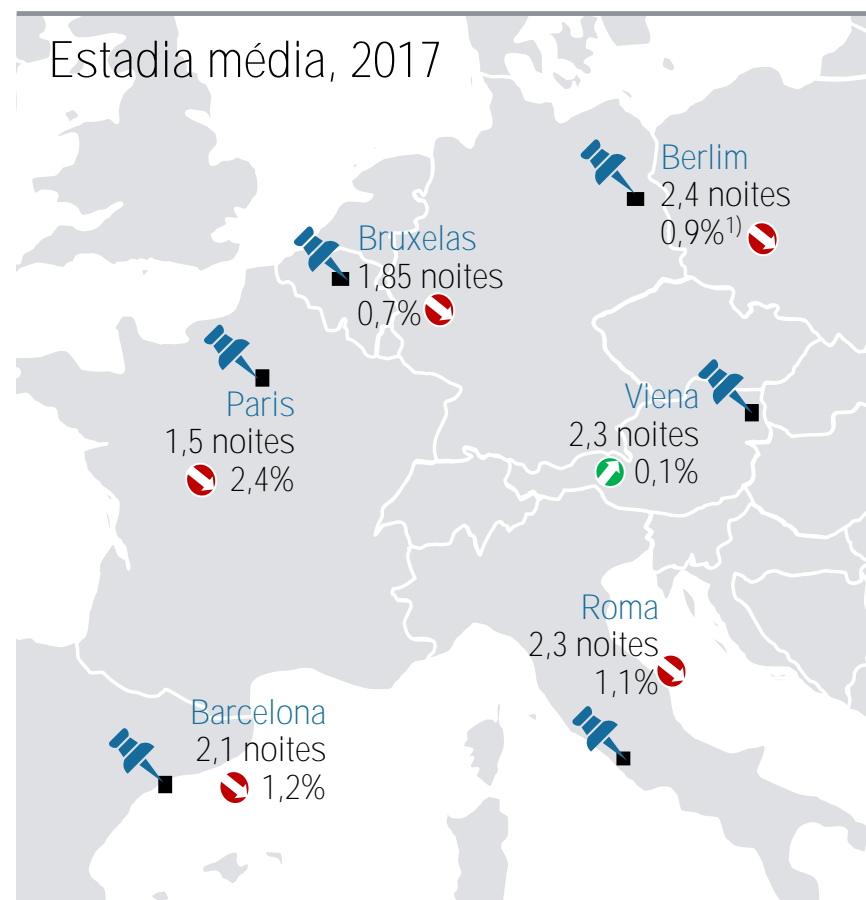 Estadia média, 2017
Berlim
2,4 noites
0,9%1)
Bruxelas
1,85 noites
0,7%
Paris
1,5 noites
2,4%
Viena
2,3 noites
0,1%
Roma
2,3 noites
1,1%
Barcelona
2,1 noites
1,2%